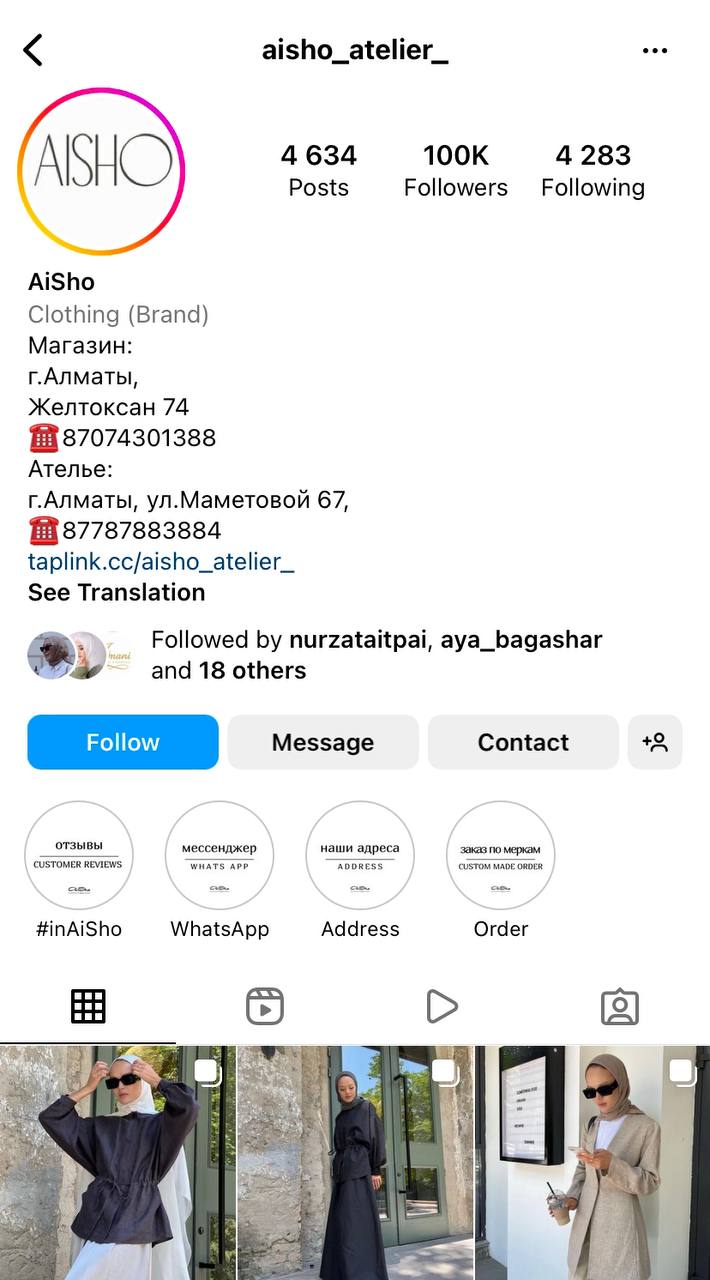 aisho_atelier_
AISHO
4 634 100K 4 283
Posts Followers Following
AiSho
Clothing (Brand)
Магазин:
г.Алматы,
Желтоксан 74
☎️87074301388
Ателье:
г.Алматы, ул.Маметовой 67,
☎️87787883884
taplink.cc/aisho_atelier_
See Translation
Followed by nurzataitpai, aya_bagashar
and 18 others
Follow Message Contact
отзывы
CUSTOMER REVIEWS
мессенджер
WHATS APP
наши адреса
ADDRESS
заказ по меркам
CUSTOM MADE ORDER
#inAiSho WhatsApp Address Order